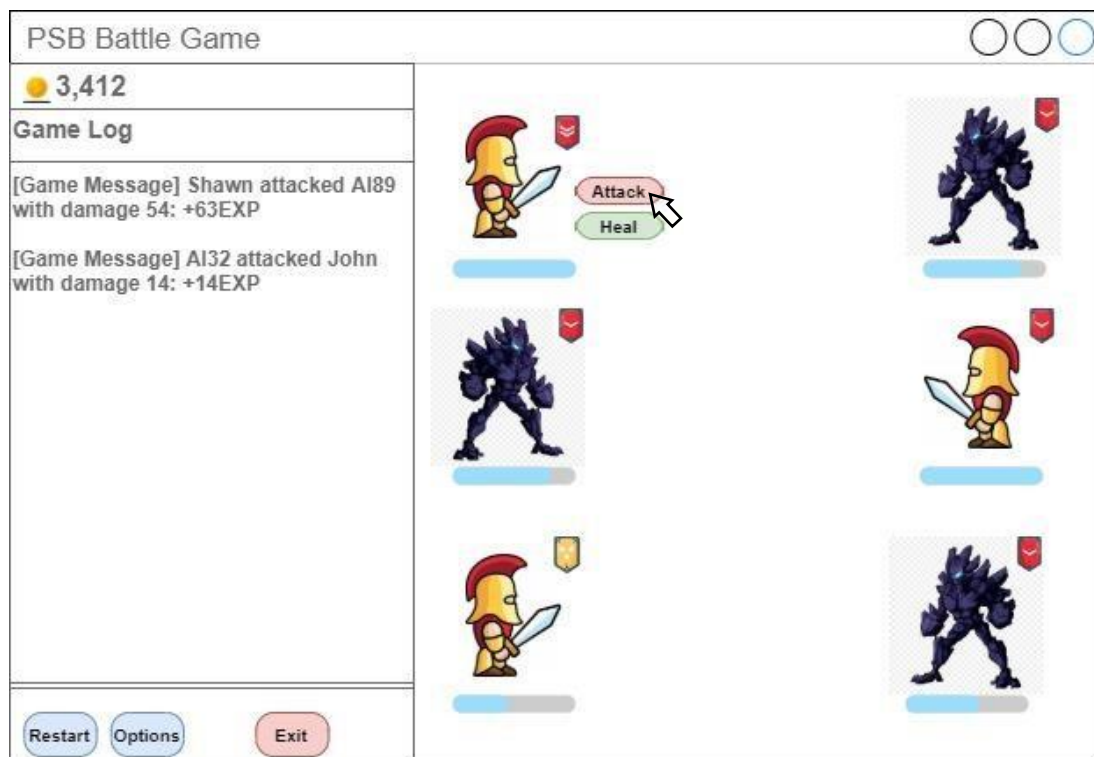 PSB Battle Game
3,412
Game Log
[Game Message] Shawn attacked AI89
with damage 54: +63EXP
[Game Message] AI32 attacked John
with damage 14: +14EXP
Attack
Heal
Restart
Options
Exit